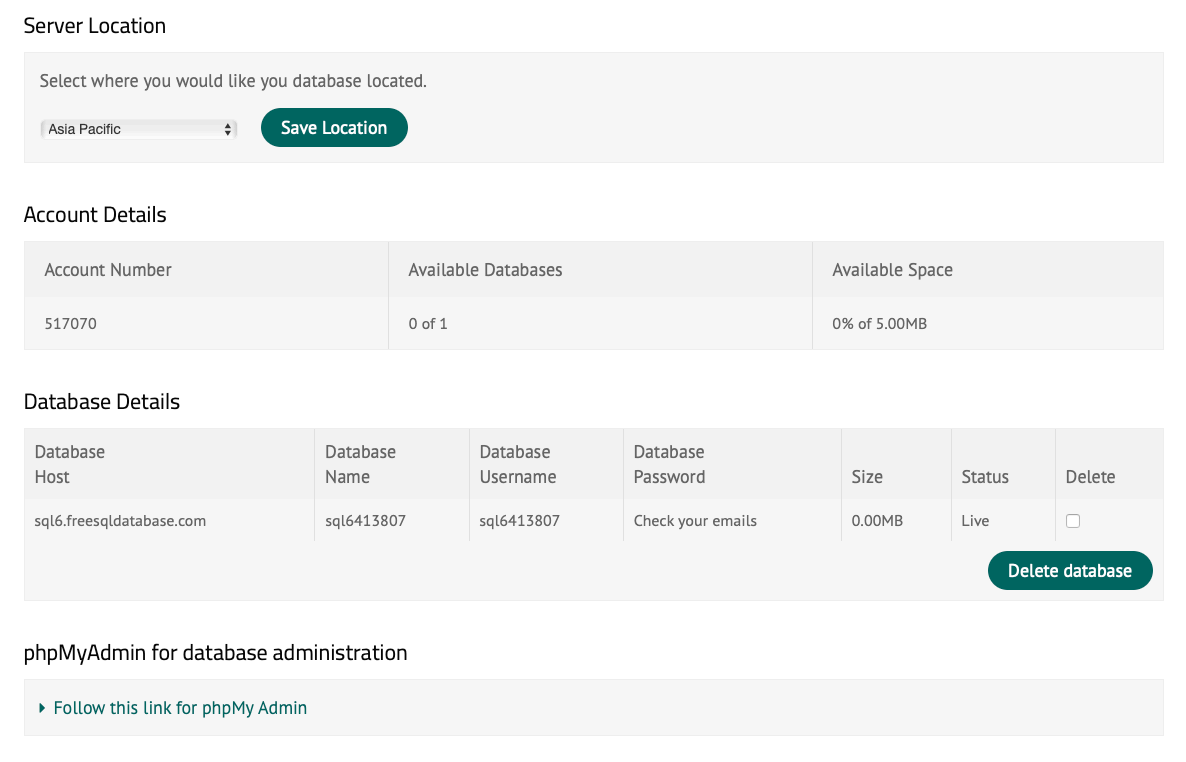 Server Location
Select where you would like you database located.
Asia Pacific
Save Location
Account Details
Account Number Available Databases Available Space
517070 0 of 1 0% of 5.00MB
Database Details
Database Database Database Database
Host Name Username Password Size Status Delete
sql6.freesqldatabase.com sql6413807 sql6413807 Check your emails 0.00MB Live
Delete database
phpMyAdmin for database administration
Follow this link for phpMy Admin